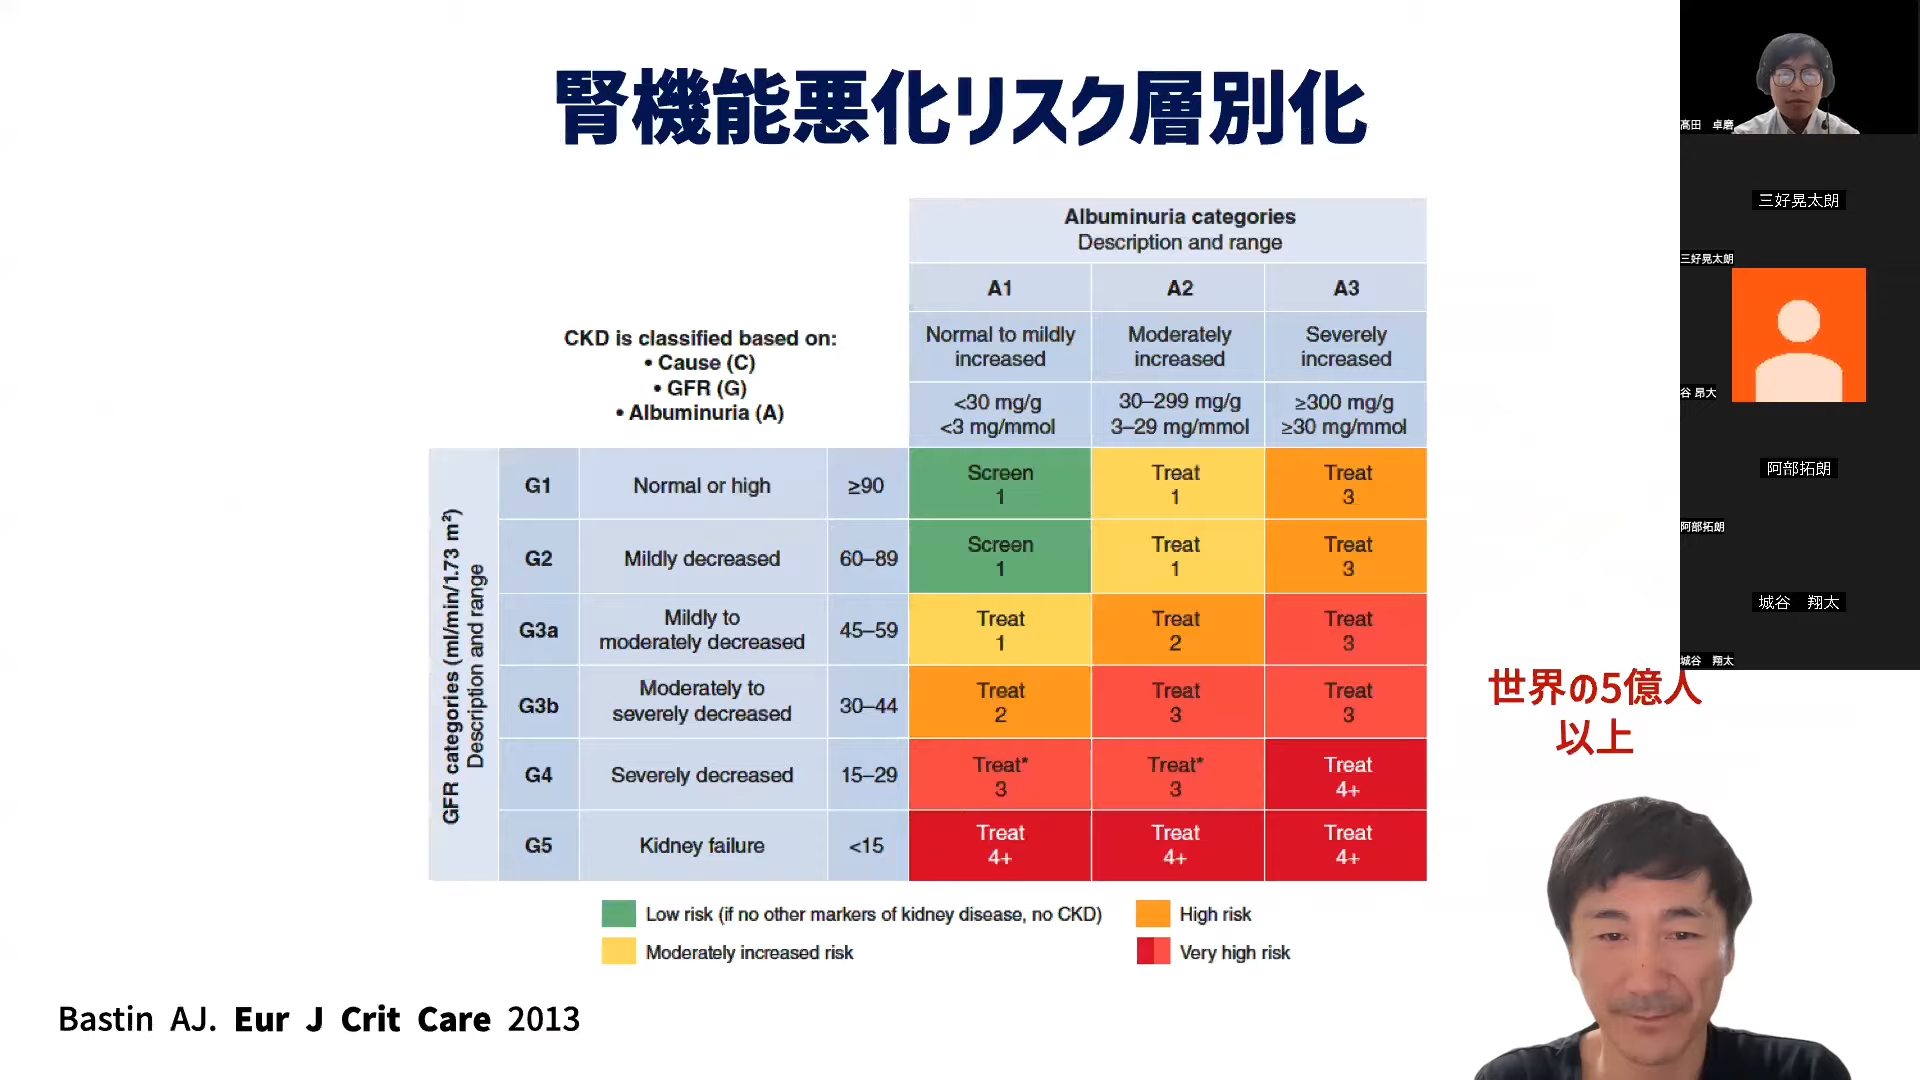 腎機能悪化リスク層別化
Albuminuria categories
Description and range
A1 A2 A3
Normal to mildly increased
Moderately increased
Severely increased
<30 mg/g
<3 mg/mmol
30–299 mg/g
3–29 mg/mmol
≥300 mg/g
≥30 mg/mmol
CKD is classified based on:
• Cause (C)
• GFR (G)
• Albuminuria (A)
GFR categories (ml/min/1.73 m²)
Description and range
G1 Normal or high ≥90 Screen 1 Treat 1 Treat 3
G2 Mildly decreased 60–89 Screen 1 Treat 1 Treat 3
G3a Mildly to moderately decreased 45–59 Treat 1 Treat 2 Treat 3
G3b Moderately to severely decreased 30–44 Treat 2 Treat 3 Treat 3
G4 Severely decreased 15–29 Treat* 3 Treat* 3 Treat 4+
G5 Kidney failure <15 Treat 4+ Treat 4+ Treat 4+
Low risk (if no other markers of kidney disease, no CKD)
High risk
Moderately increased risk
Very high risk
Bastin AJ. Eur J Crit Care 2013
世界の5億人
以上
髙田 卓磨
三好晃太朗
三好晃太朗
谷 昂大
阿部拓朗
阿部拓朗
城谷 翔太
城谷 翔太